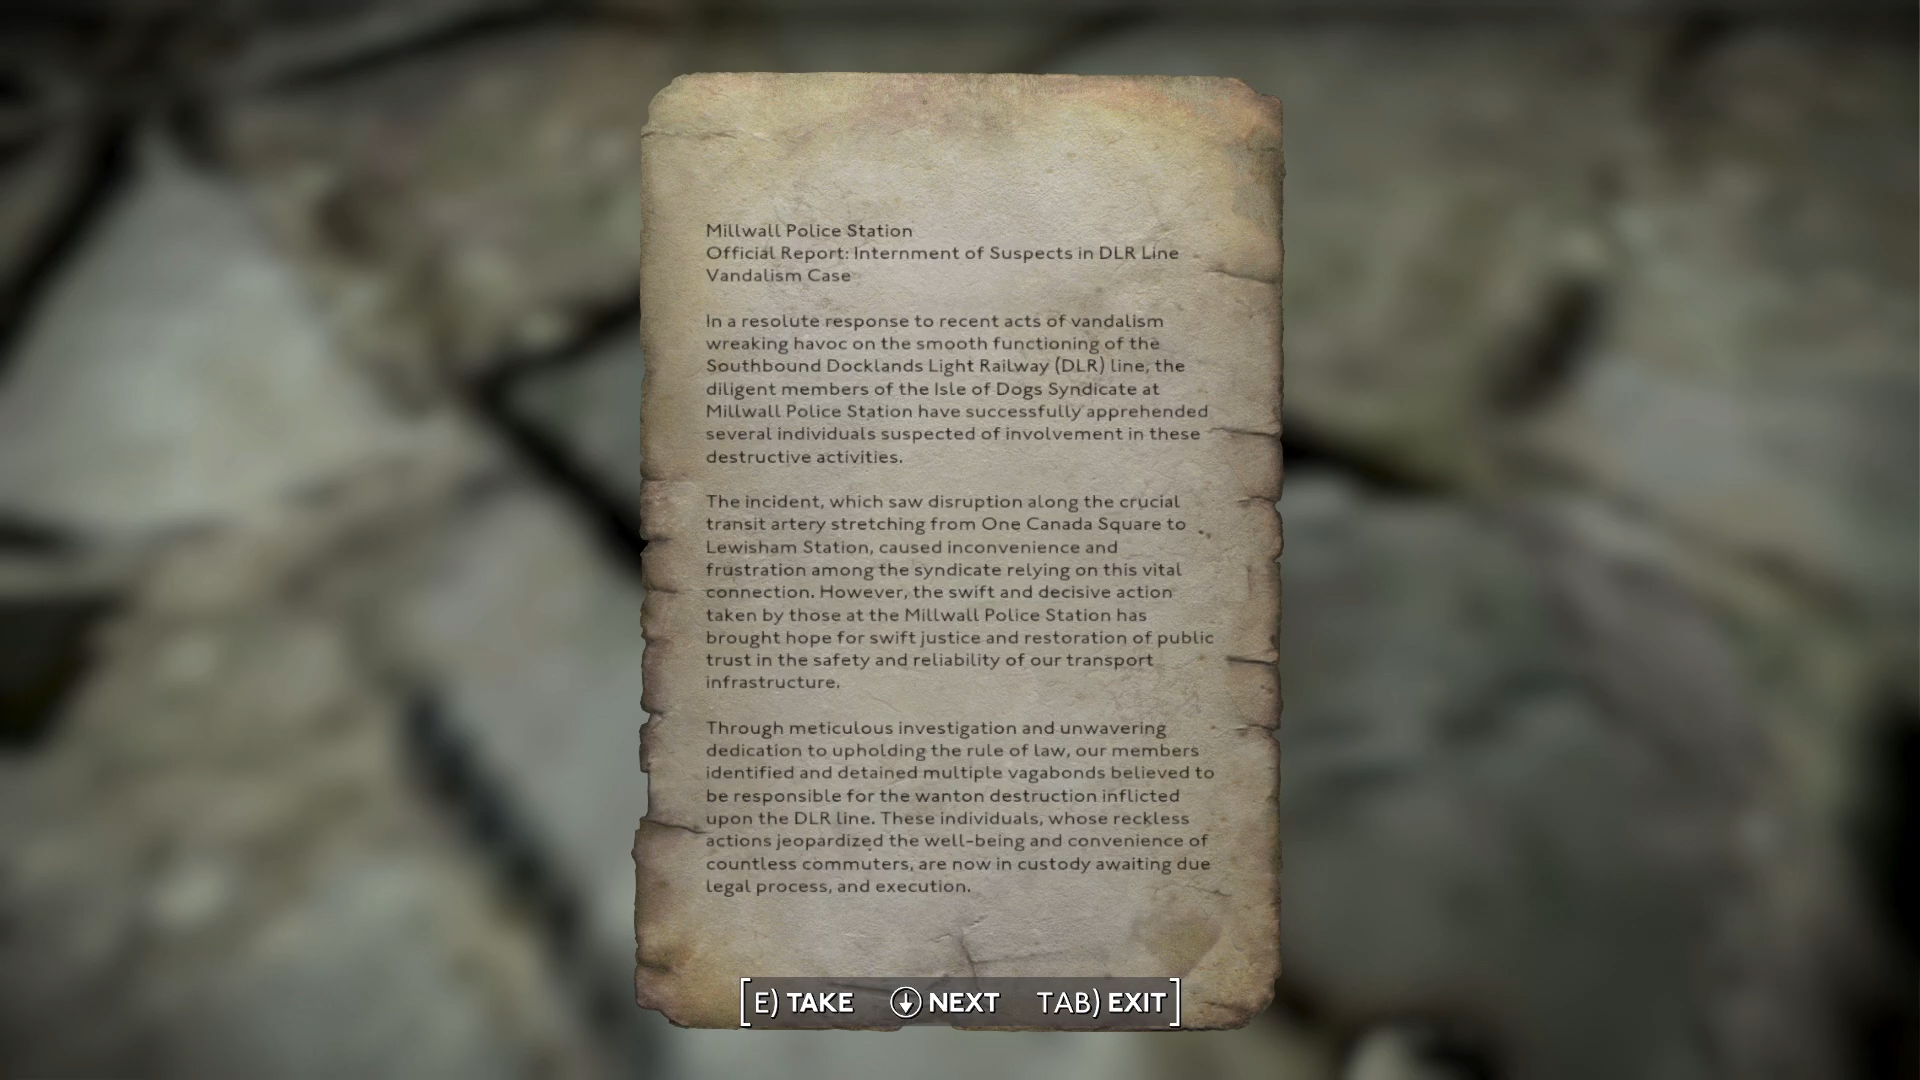 Millwall Police Station
Official Report: Internment of Suspects in DLR Line
Vandalism Case
In a resolute response to recent acts of vandalism
wreaking havoc on the smooth functioning of the
Southbound Docklands Light Railway (DLR) line, the
diligent members of the Isle of Dogs Syndicate at
Millwall Police Station have successfully apprehended
several individuals suspected of involvement in these
destructive activities.
The incident, which saw disruption along the crucial
transit artery stretching from One Canada Square to
Lewisham Station, caused inconvenience and
frustration among the syndicate relying on this vital
connection. However, the swift and decisive action
taken by those at the Millwall Police Station has
brought hope for swift justice and restoration of public
trust in the safety and reliability of our transport
infrastructure.
Through meticulous investigation and unwavering
dedication to upholding the rule of law, our members
identified and detained multiple vagabonds believed to
be responsible for the wanton destruction inflicted
upon the DLR line. These individuals, whose reckless
actions jeopardized the well-being and convenience of
countless commuters, are now in custody awaiting due
legal process, and execution.
[E) TAKE ↓ NEXT TAB) EXIT]